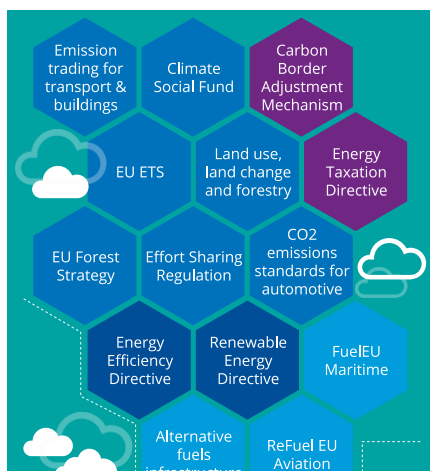 Emission
trading for
transport &
buildings
Climate
Social Fund
Carbon
Border
Adjustment
Mechanism
EU ETS
Land use,
land change
and forestry
Energy
Taxation
Directive
EU Forest
Strategy
Effort Sharing
Regulation
CO2
emissions
standards for
automotive
Energy
Efficiency
Directive
Renewable
Energy
Directive
FuelEU
Maritime
Alternative
fuels
infrastructure
ReFuel EU
Aviation